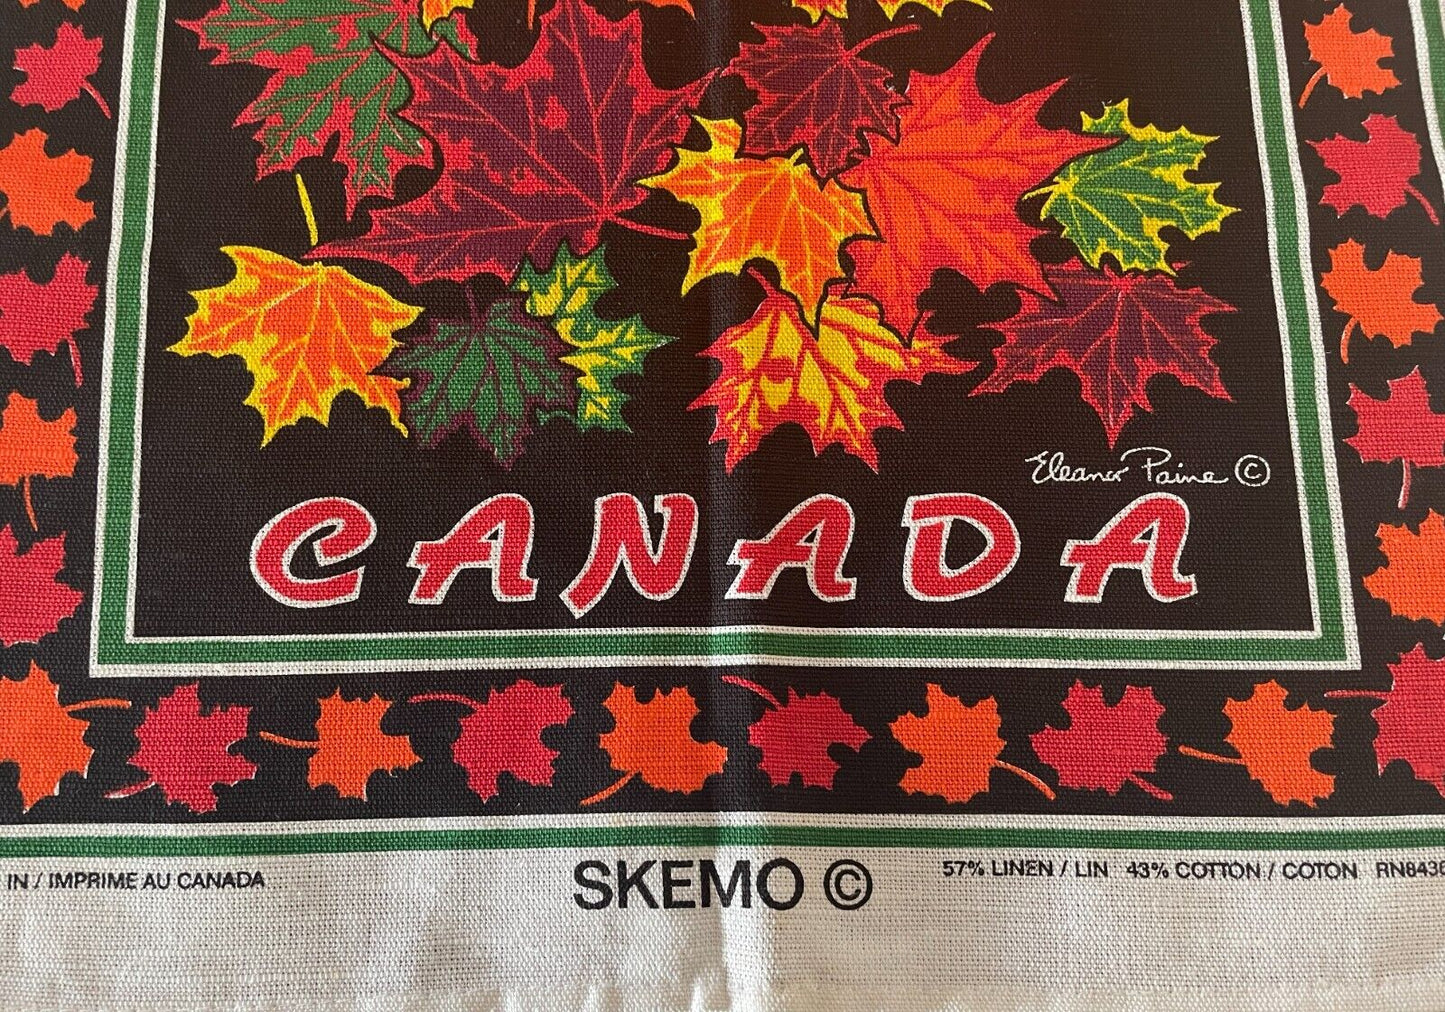 Eleanor Paine ©
CANADA
IN / IMPRIME AU CANADA
SKEMO ©
57% LINEN / LIN 43% COTTON / COTON